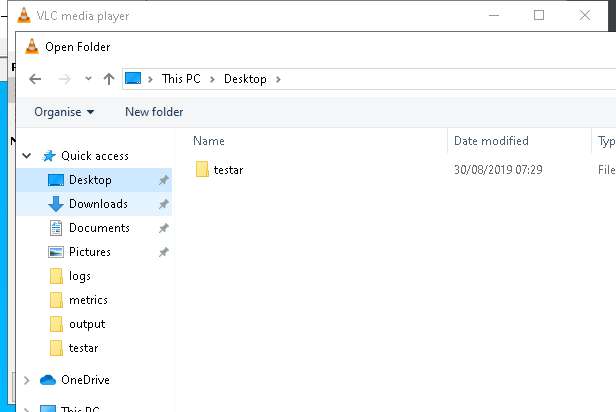 VLC media player
Open Folder
This PC > Desktop >
Organise New folder
Name Date modified Typ
Quick access
testar 30/08/2019 07:29 File
Desktop
Downloads
Documents
Pictures
logs
metrics
output
testar
OneDrive
This PC